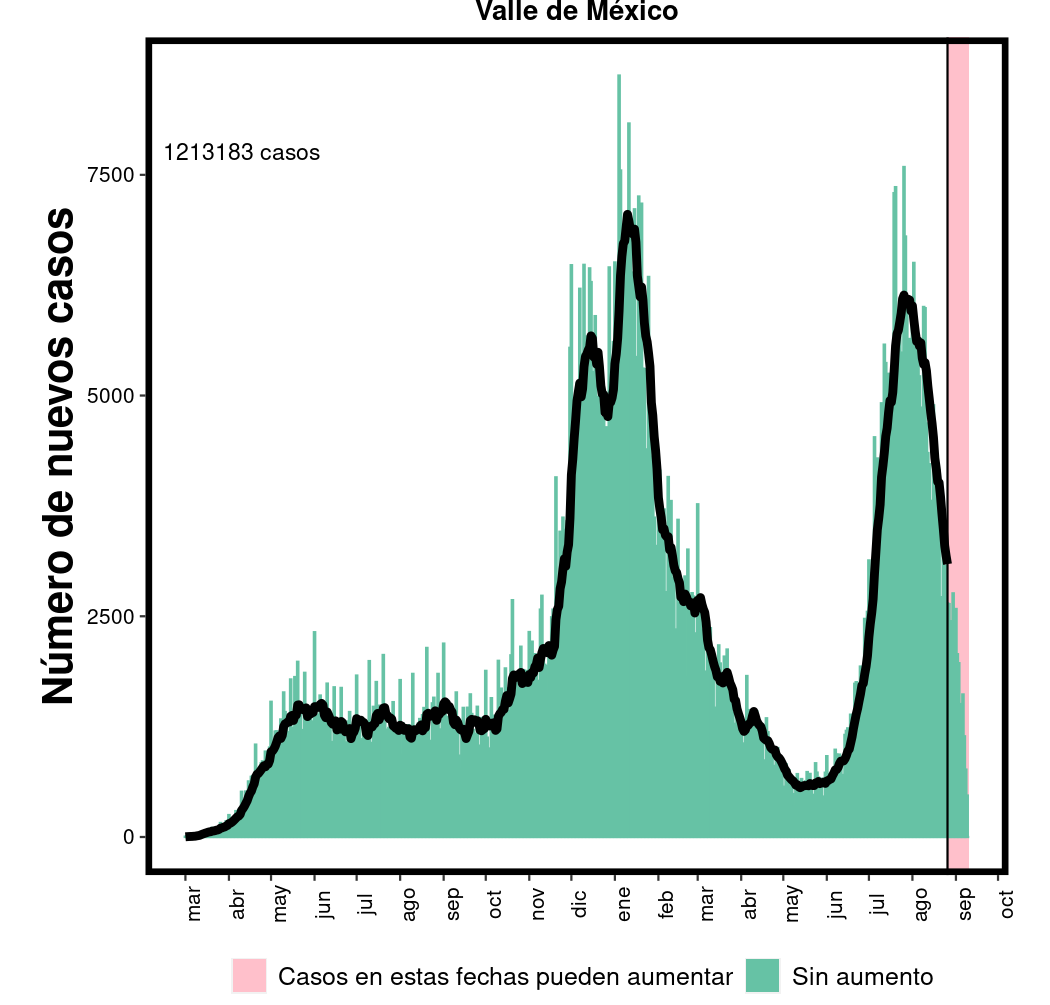 Valle de México
1213183 casos
Número de nuevos casos
7500
5000
2500
0
mar
abr
may
jun
jul
ago
sep
oct
nov
dic
ene
feb
mar
abr
may
jun
jul
ago
sep
oct
Casos en estas fechas pueden aumentar
Sin aumento